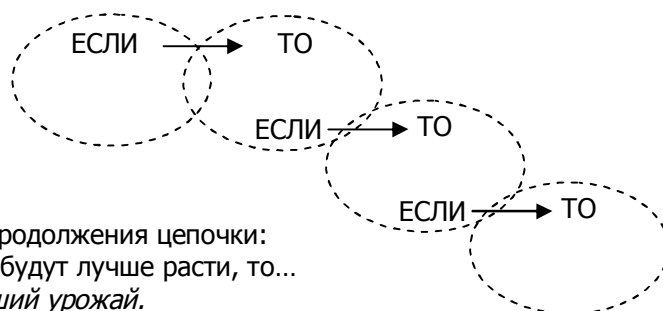 ЕСЛИ ТО
ЕСЛИ ТО
ЕСЛИ ТО
родолжения цепочки:
будут лучше расти, то...
ший урожай.